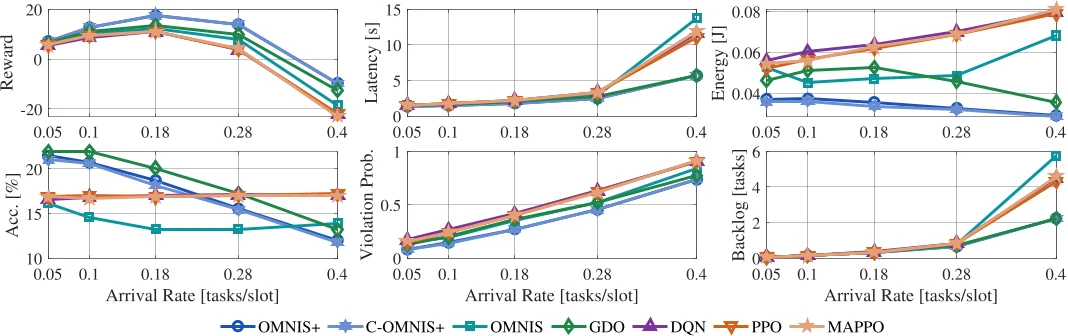 20
0
-20
Reward
0.05 0.1 0.18 0.28 0.4
15
10
5
0
Latency [s]
0.05 0.1 0.18 0.28 0.4
0.08
0.06
0.04
Energy [J]
0.05 0.1 0.18 0.28 0.4
20
15
10
Acc. [%]
0.05 0.1 0.18 0.28 0.4
Arrival Rate [tasks/slot]
1
0.5
0
Violation Prob.
0.05 0.1 0.18 0.28 0.4
Arrival Rate [tasks/slot]
6
4
2
0
Backlog [tasks]
0.05 0.1 0.18 0.28 0.4
Arrival Rate [tasks/slot]
OMNIS+ C-OMNIS+ OMNIS GDO DQN PPO MAPPO